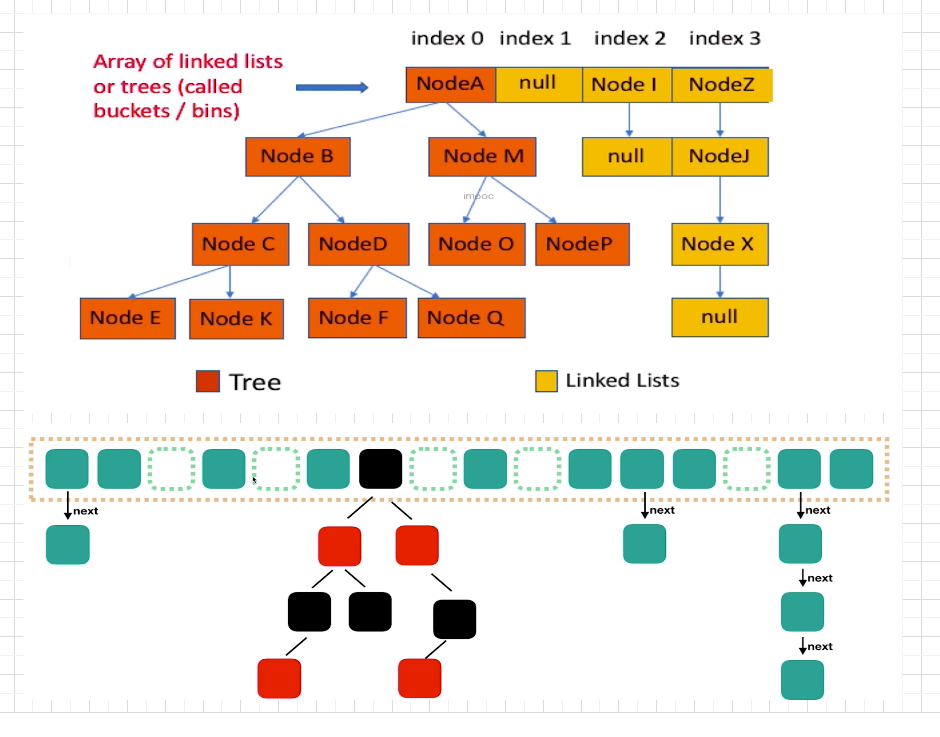 index 0 index 1 index 2 index 3
Array of linked lists
or trees (called
buckets / bins)
NodeA null Node I NodeZ
Node B Node M null NodeJ
imooc
Node C NodeD Node O NodeP Node X
Node E Node K Node F Node Q null
Tree Linked Lists
next next next
next
next